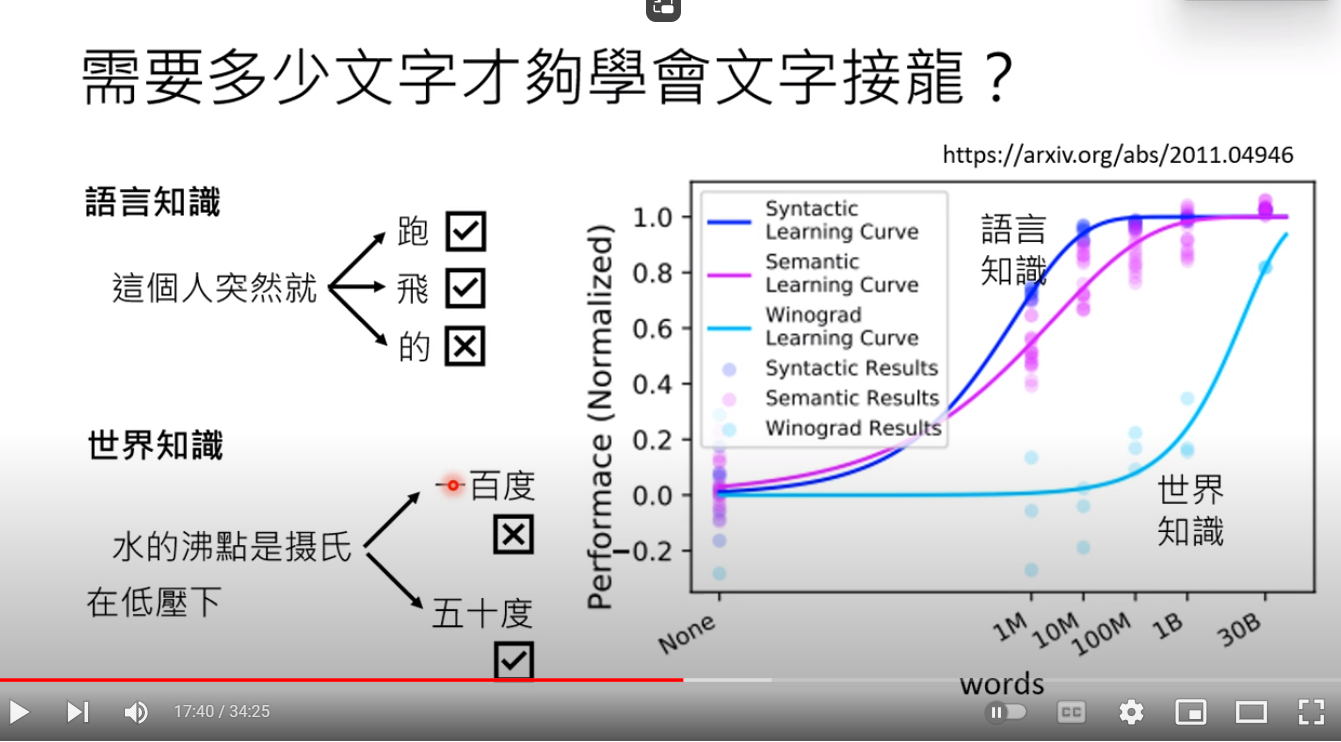 需要多少文字才夠學會文字接龍？
https://arxiv.org/abs/2011.04946
語言知識
這個人突然就
跑
飛
的
世界知識
水的沸點是摄氏
在低壓下
一百度
五十度
Performace (Normalized)
1.0
0.8
0.6
0.4
0.2
0.0
−0.2
Syntactic
Learning Curve
Semantic
Learning Curve
Winograd
Learning Curve
Syntactic Results
Semantic Results
Winograd Results
語言
知識
世界
知識
None
1M
10M
100M
1B
30B
words
17:40 / 34:25
CC